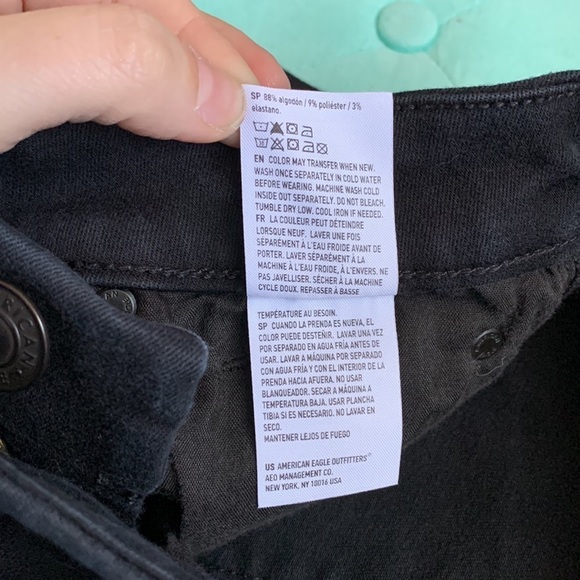 SP 88% algodón / 9% poliéster / 3%
elastano.
EN COLOR MAY TRANSFER WHEN NEW.
WASH ONCE SEPARATELY IN COLD WATER
BEFORE WEARING. MACHINE WASH COLD
INSIDE OUT SEPARATELY. DO NOT BLEACH.
TUMBLE DRY LOW. COOL IRON IF NEEDED.
FR LA COULEUR PEUT DÉTEINDRE
LORSQUE NEUF. LAVER UNE FOIS
SÉPARÉMENT À L'EAU FROIDE AVANT DE
PORTER. LAVER SÉPARÉMENT À LA
MACHINE À L'EAU FROIDE, À L'ENVERS. NE
PAS JAVELLISER. SÉCHER À LA MACHINE,
CYCLE DOUX. REPASSER À BASSE
TEMPÉRATURE AU BESOIN.
SP CUANDO LA PRENDA ES NUEVA, EL
COLOR PUEDE DESTEÑIR. LAVAR UNA VEZ
POR SEPARADO EN AGUA FRÍA ANTES DE
USAR. LAVAR A MÁQUINA POR SEPARADO
CON AGUA FRÍA Y CON EL INTERIOR DE LA
PRENDA HACIA AFUERA. NO USAR
BLANQUEADOR. SECAR A MÁQUINA A
TEMPERATURA BAJA. USAR PLANCHA
TIBIA SI ES NECESARIO. NO LAVAR EN
SECO.
MANTENER LEJOS DE FUEGO
US AMERICAN EAGLE OUTFITTERS®
AEO MANAGEMENT CO.
NEW YORK, NY 10016 USA
ERICA